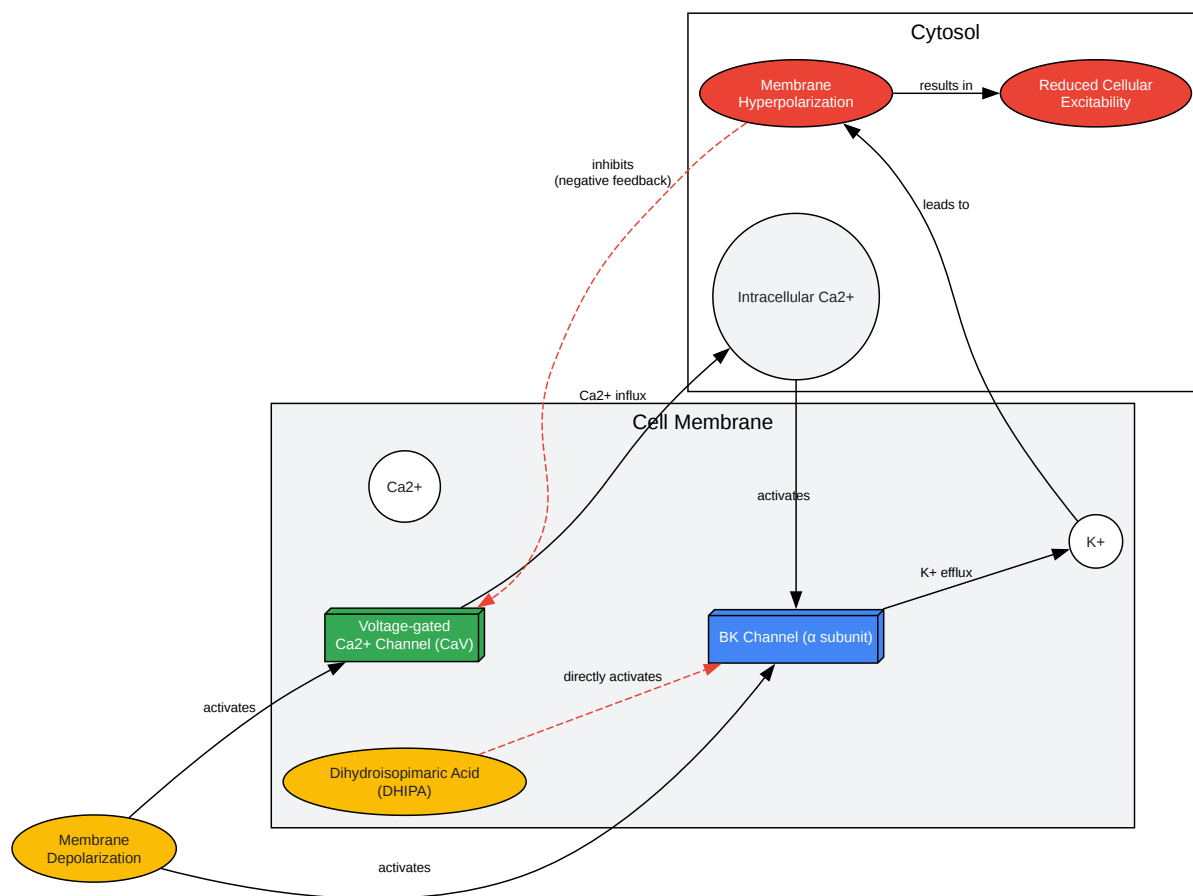 Cytosol
Membrane
Hyperpolarization
results in
Reduced Cellular
Excitability
inhibits
(negative feedback)
leads to
Intracellular Ca2+
Ca2+ influx
Cell Membrane
Ca2+
activates
K+
K+ efflux
Voltage-gated
Ca2+ Channel (CaV)
BK Channel (α subunit)
directly activates
activates
Dihydroisopimaric Acid
(DHIPA)
Membrane
Depolarization
activates